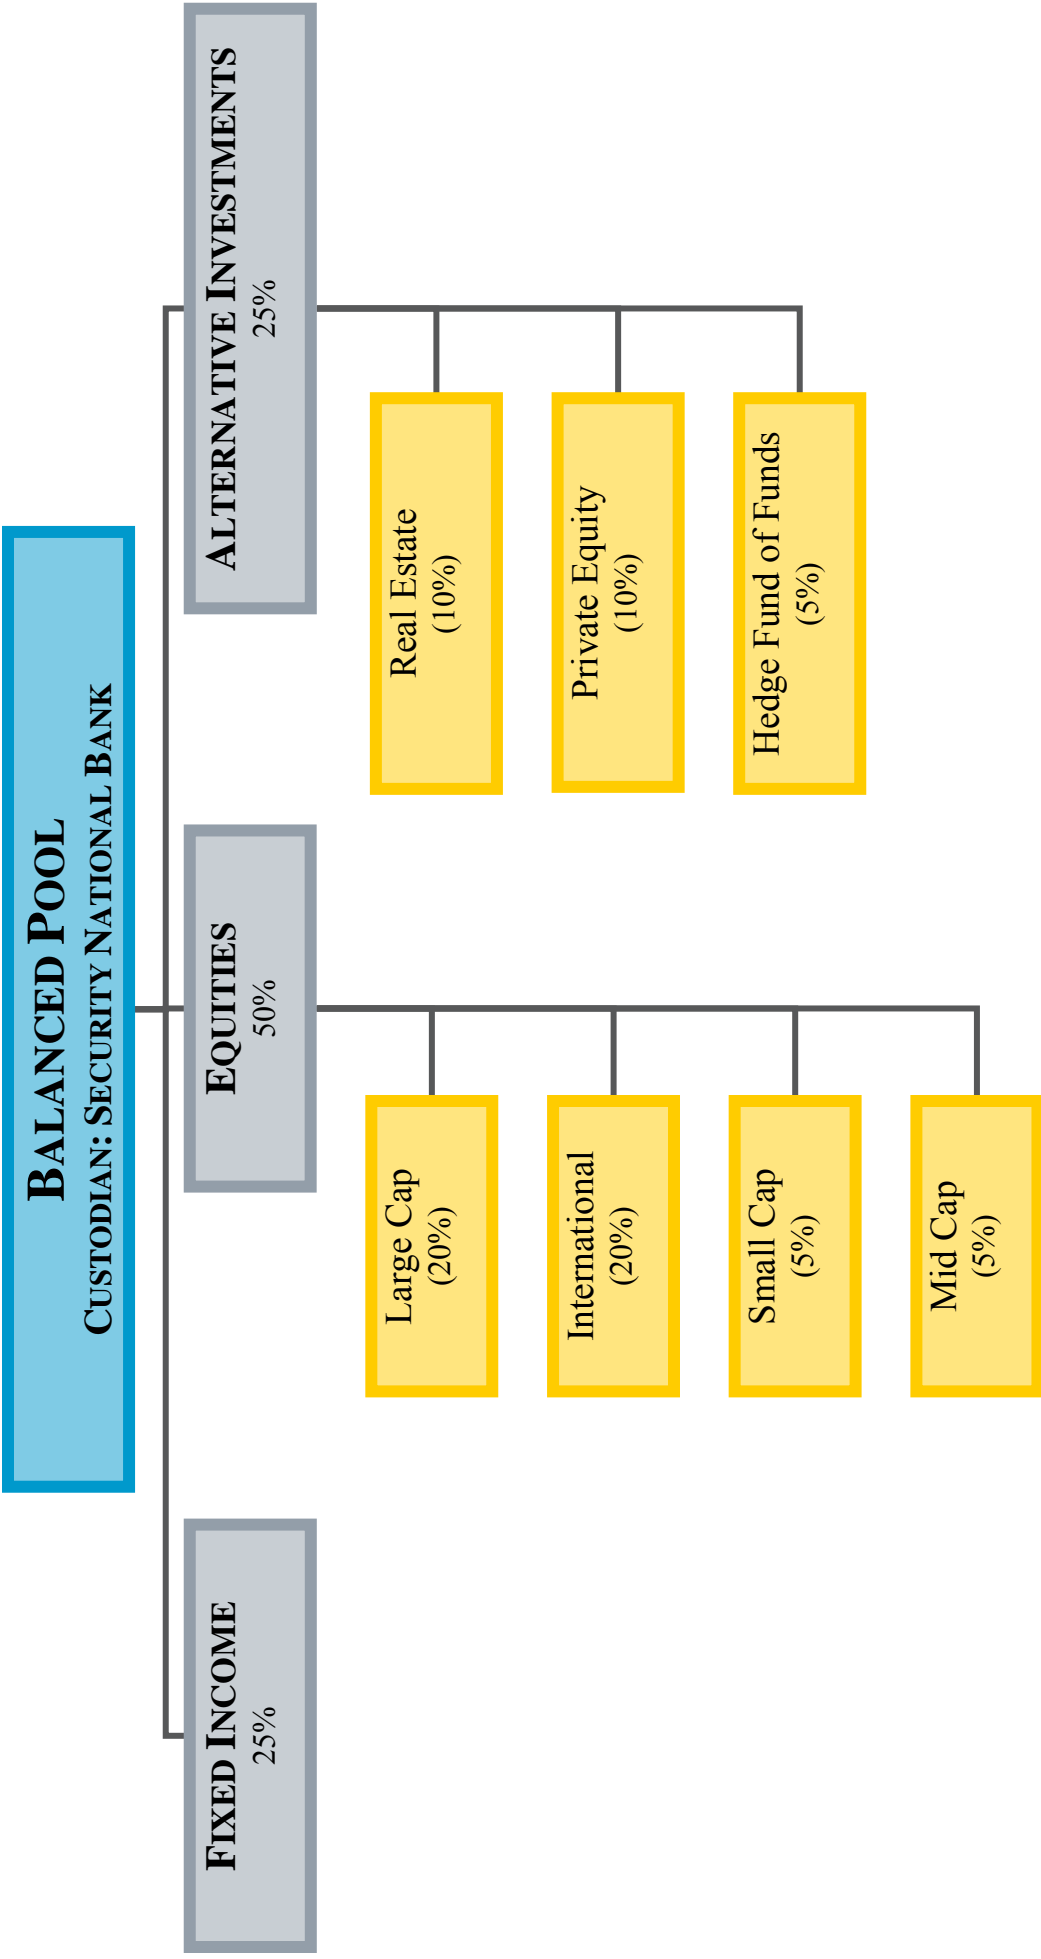 BALANCED POOL
CUSTODIAN: SECURITY NATIONAL BANK
FIXED INCOME
25%
EQUITIES
50%
Large Cap
(20%)
International
(20%)
Small Cap
(5%)
Mid Cap
(5%)
ALTERNATIVE INVESTMENTS
25%
Real Estate
(10%)
Private Equity
(10%)
Hedge Fund of Funds
(5%)